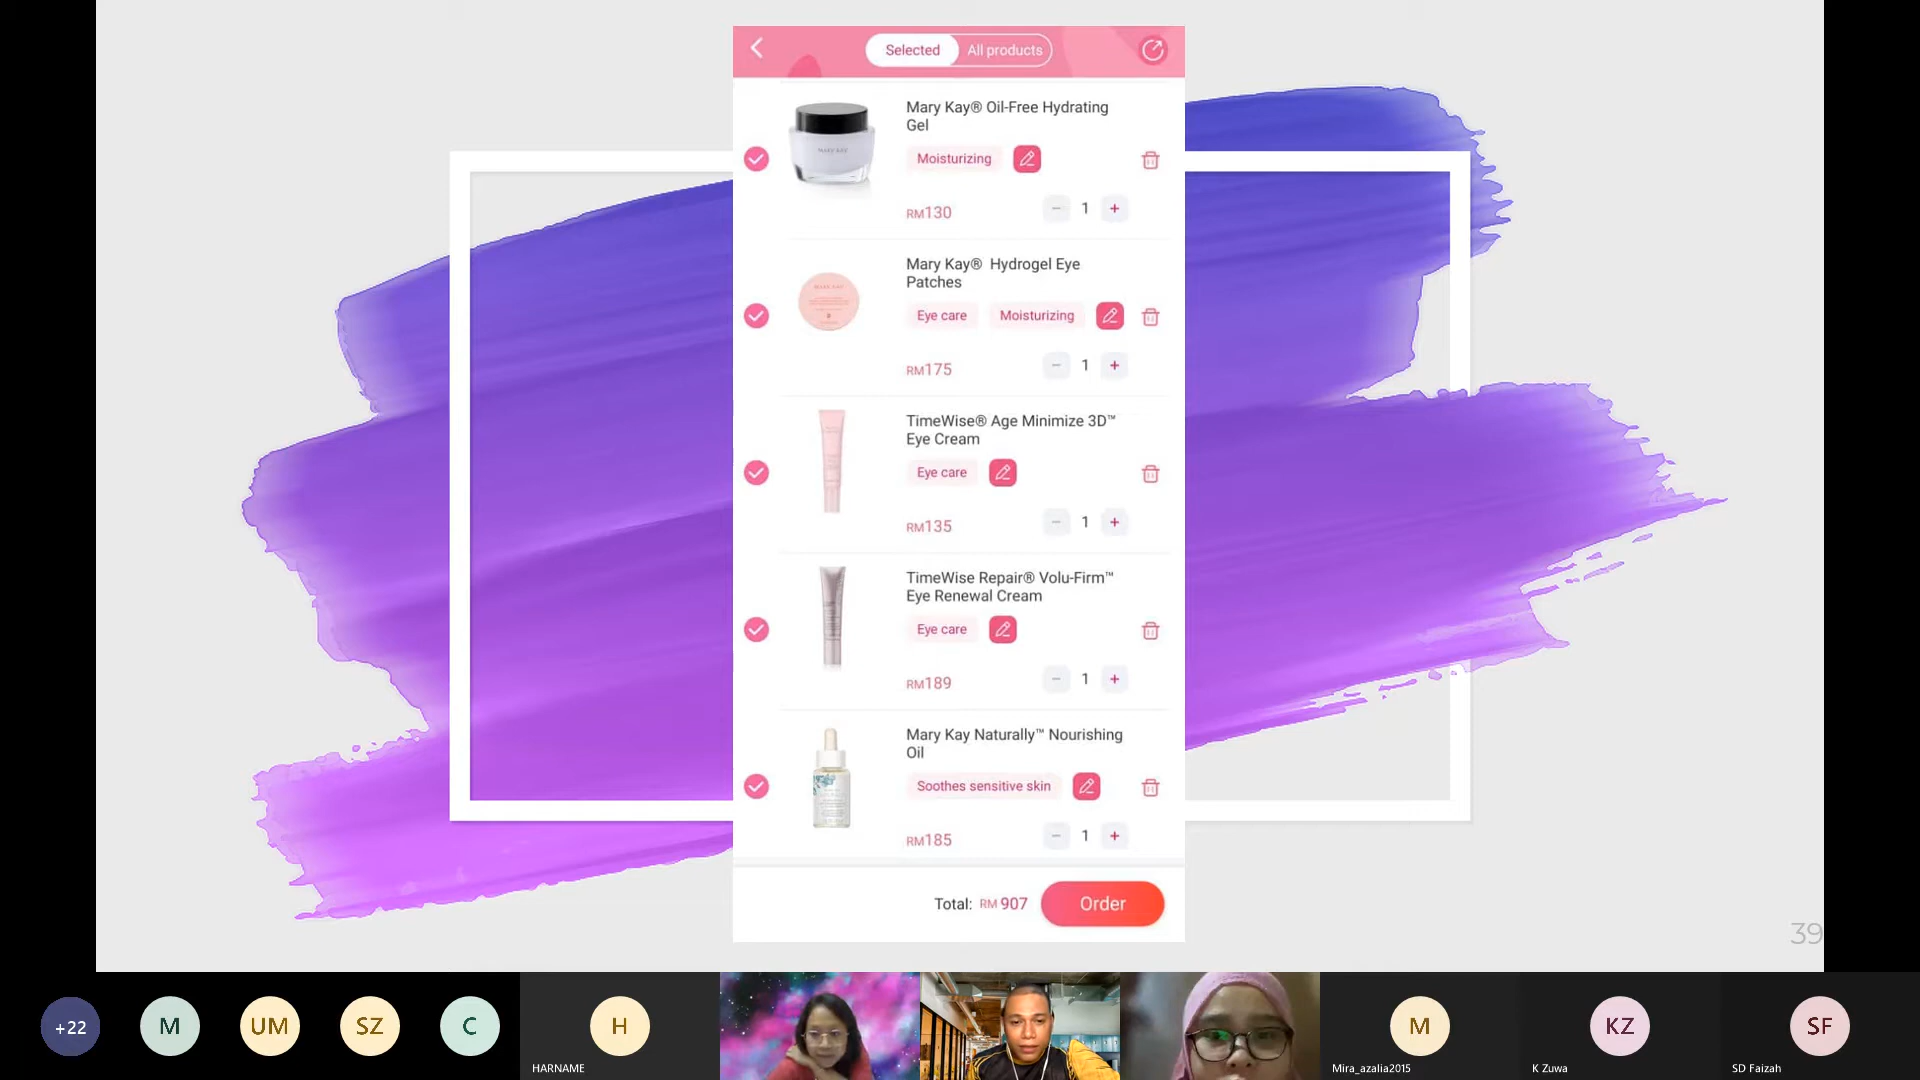 Selected All products
Mary Kay® Oil-Free Hydrating
Gel
Moisturizing
RM130
1
Mary Kay® Hydrogel Eye
Patches
Eye care Moisturizing
RM175
1
TimeWise® Age Minimize 3D™
Eye Cream
Eye care
RM135
1
TimeWise Repair® Volu-Firm™
Eye Renewal Cream
Eye care
RM189
1
Mary Kay Naturally™ Nourishing
Oil
Soothes sensitive skin
RM185
1
Total: RM 907 Order
39
+22 M UM SZ C H M KZ SF
HARNAME Mira_azalia2015 K Zuwa SD Faizah
MARY KAY